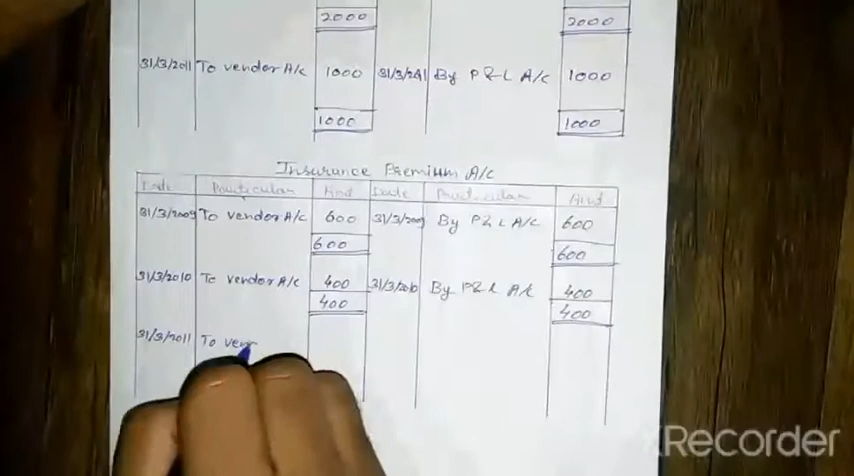 2000 2000
31/3/2011 To vendor A/c 1000 31/3/2011 By P&L A/c 1000
1000 1000
Insurance Premium A/c
Date Particular Amt Date Particular Amt
31/3/2009 To vendor A/c 600 31/3/2009 By P&L A/c 600
600 600
31/3/2010 To vendor A/c 400 31/3/2010 By P&L A/c 400
400 400
31/3/2011 To ven
XRecorder